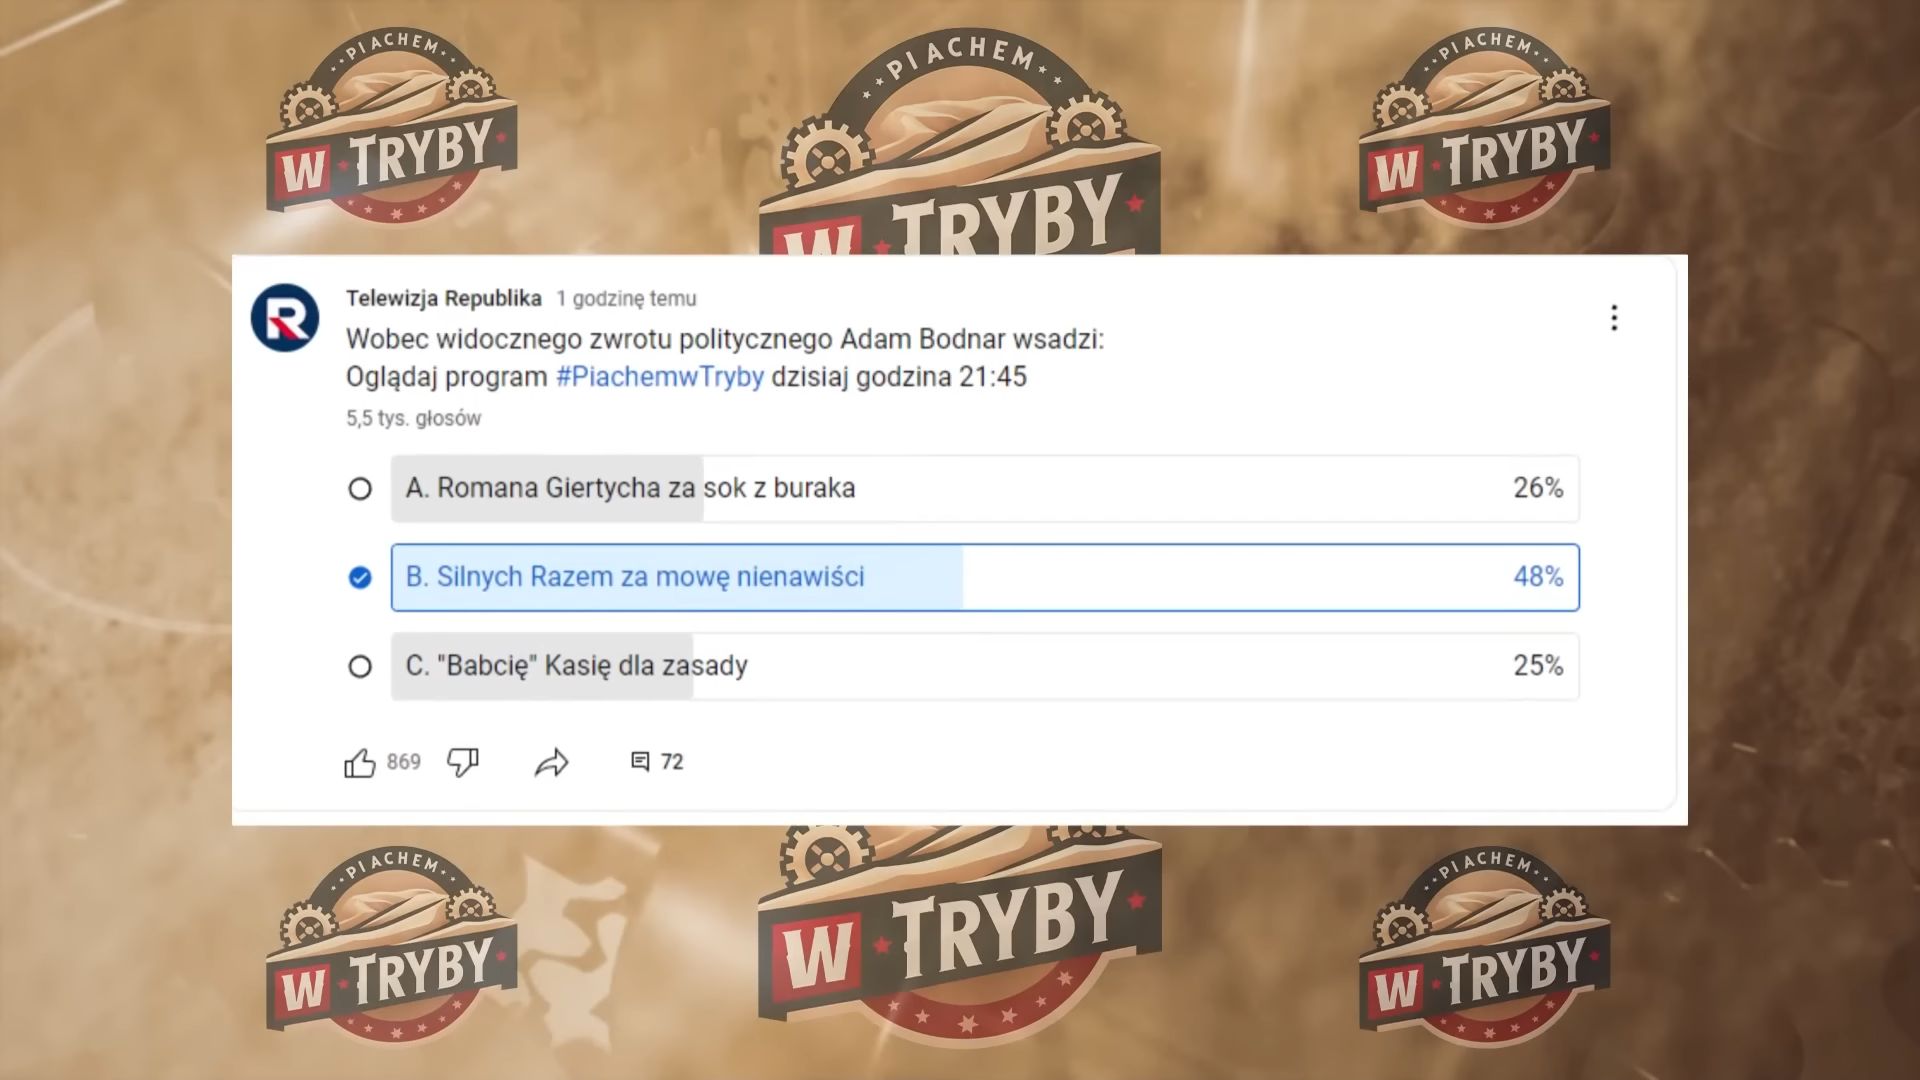 PIACHEM
W TRYBY
PIACHEM
W TRYBY
PIACHEM
W TRYBY
Telewizja Republika 1 godzinę temu
Wobec widocznego zwrotu politycznego Adam Bodnar wsadzi:
Oglądaj program #PiachemwTryby dzisiaj godzina 21:45
5,5 tys. głosów
A. Romana Giertycha za sok z buraka 26%
B. Silnych Razem za mowę nienawiści 48%
C. "Babcię" Kasię dla zasady 25%
869 72
PIACHEM
W TRYBY
W TRYBY
PIACHEM
W TRYBY